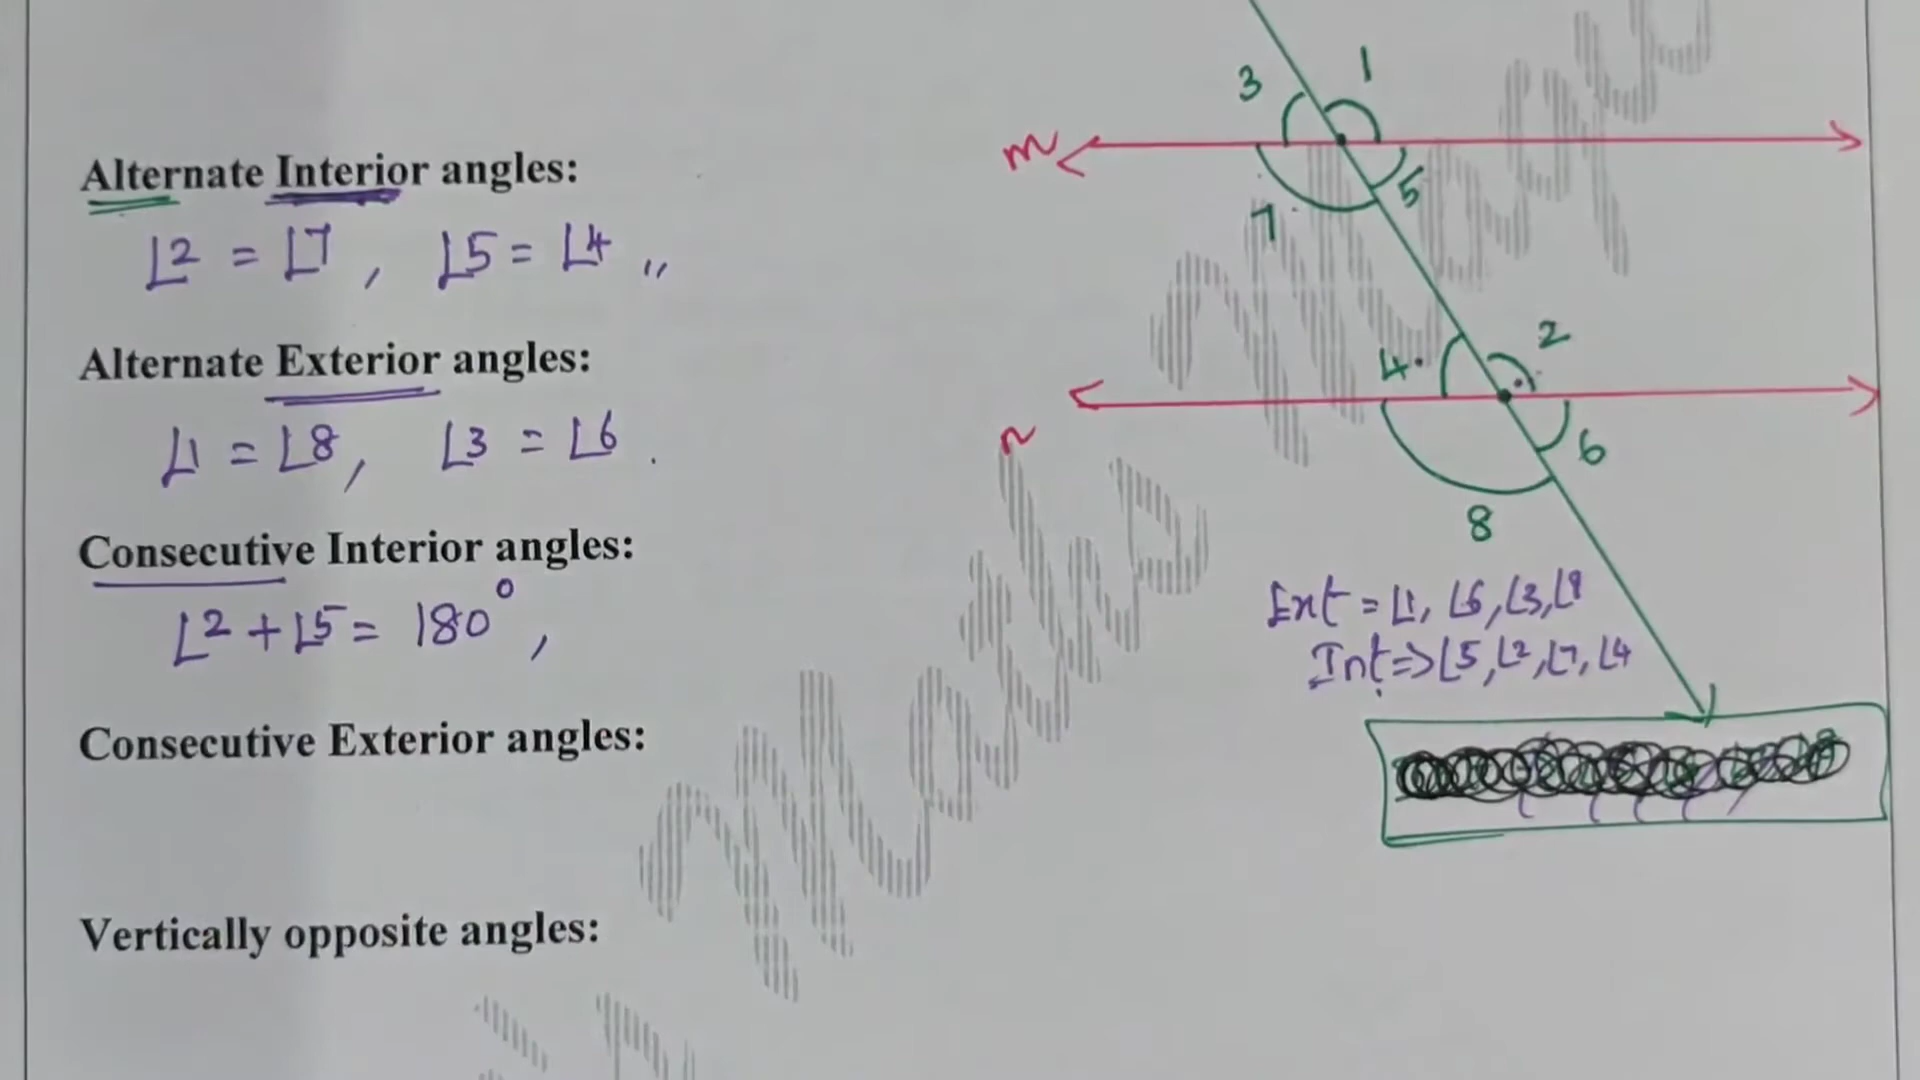 Alternate Interior angles:
∠2 = ∠7, ∠5 = ∠4 ,,
Alternate Exterior angles:
∠1 = ∠8, ∠3 = ∠6.
Consecutive Interior angles:
∠2 + ∠5 = 180°,
Consecutive Exterior angles:
Vertically opposite angles:
3 1
m
5
7
2
4
n
6
8
Ext = ∠1, ∠6, ∠3, ∠8
Int => ∠5, ∠2, ∠7, ∠4
Maths